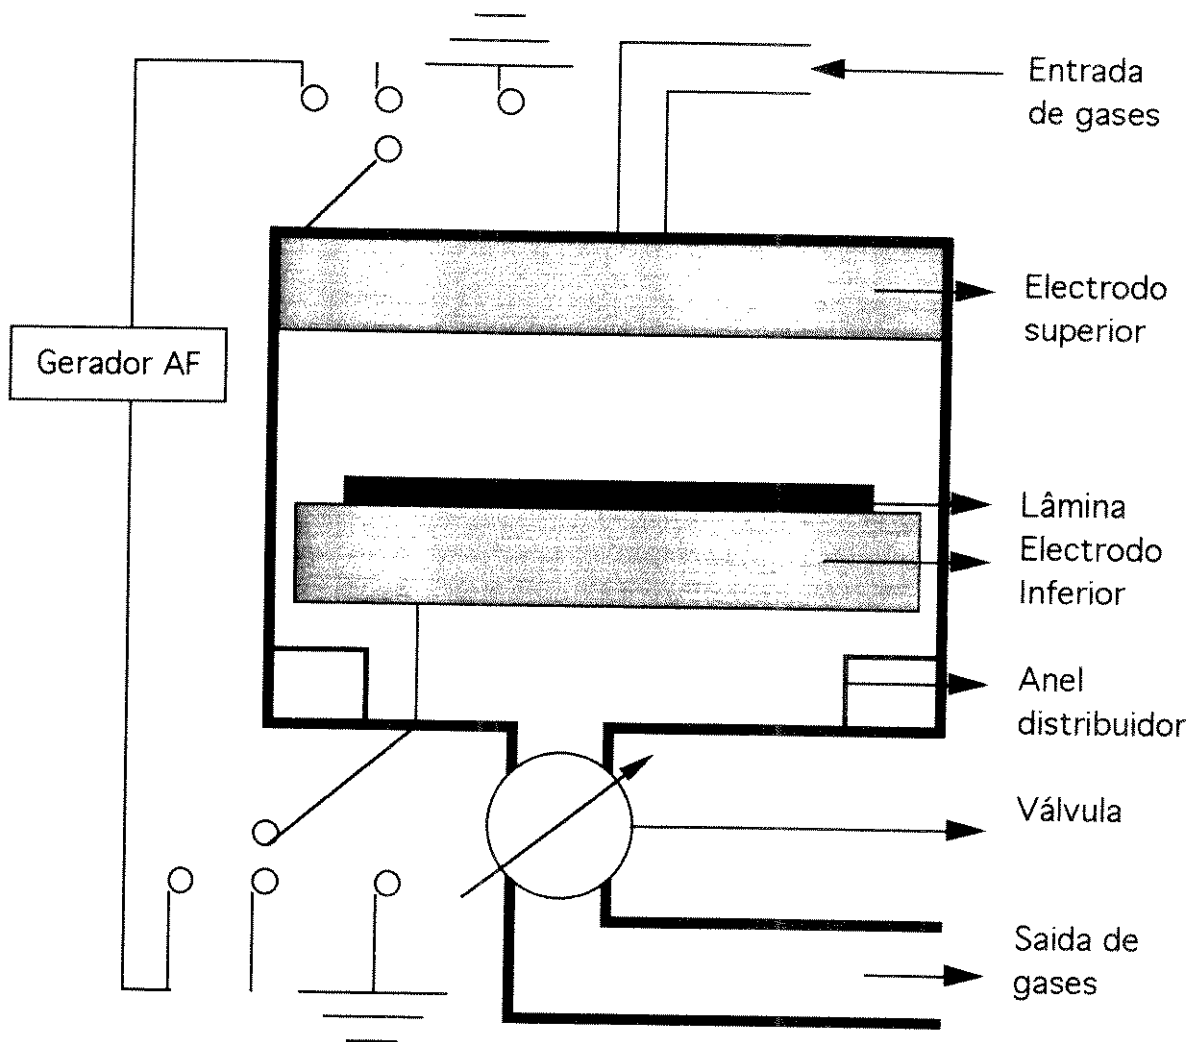 Entrada
de gases
Electrodo
superior
Gerador AF
Lâmina
Electrodo
Inferior
Anel
distribuidor
Válvula
Saida de
gases